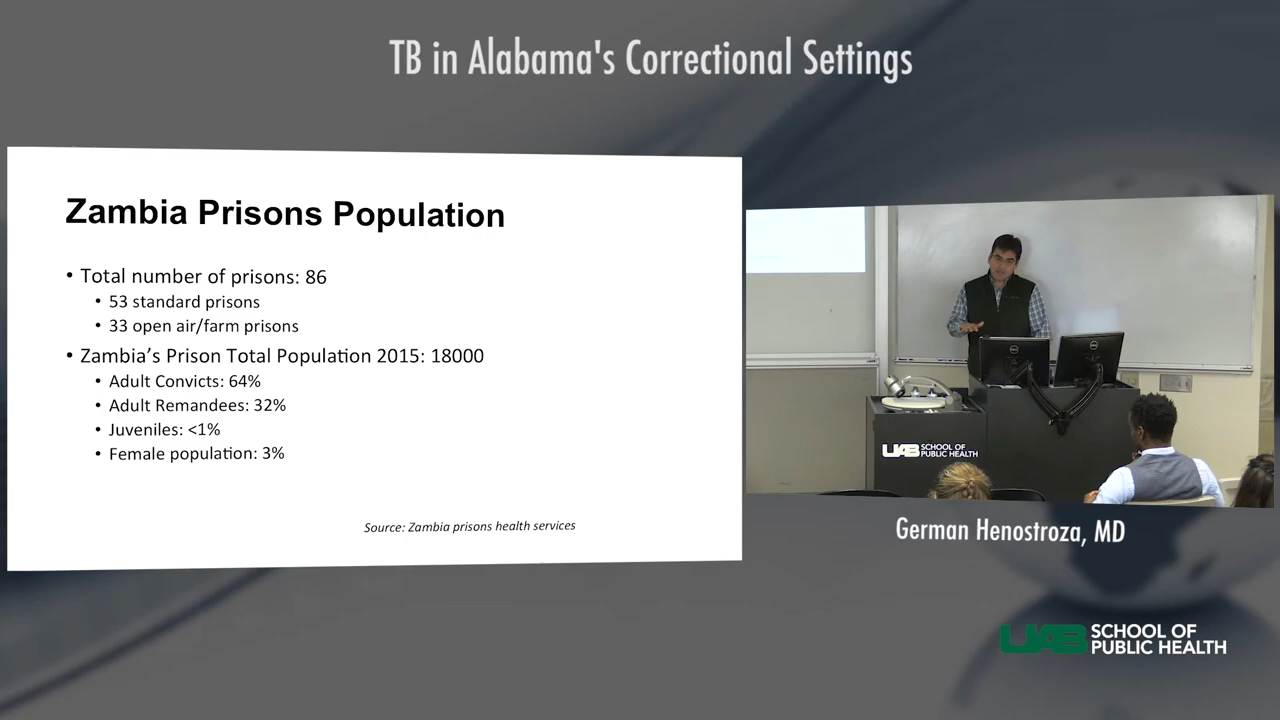 TB in Alabama's Correctional Settings
Zambia Prisons Population
• Total number of prisons: 86
• 53 standard prisons
• 33 open air/farm prisons
• Zambia's Prison Total Population 2015: 18000
• Adult Convicts: 64%
• Adult Remandees: 32%
• Juveniles: <1%
• Female population: 3%
Source: Zambia prisons health services
DELL
DELL
UAB SCHOOL OF
PUBLIC HEALTH
German Henostroza, MD
UAB SCHOOL OF
PUBLIC HEALTH